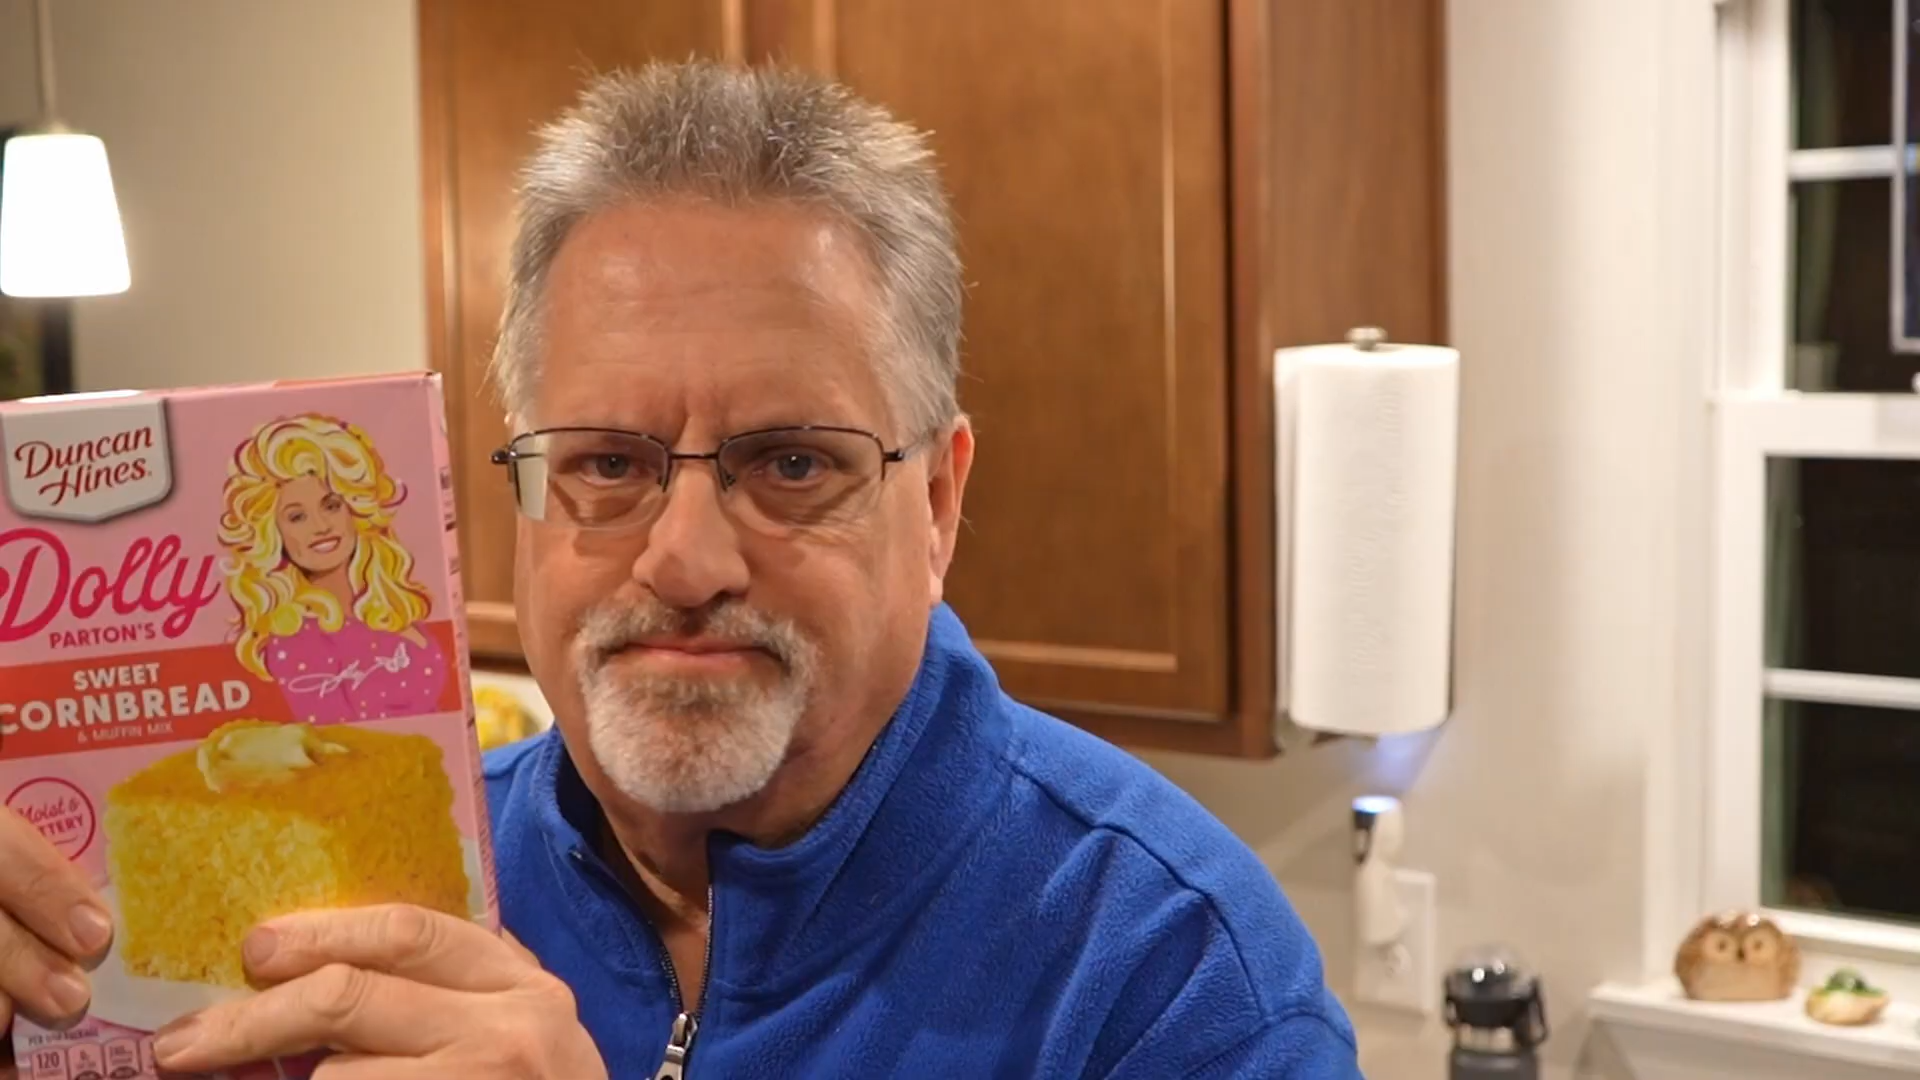 Duncan
Hines®
Dolly
PARTON'S
SWEET
CORNBREAD
& MUFFIN MIX
Moist &
120